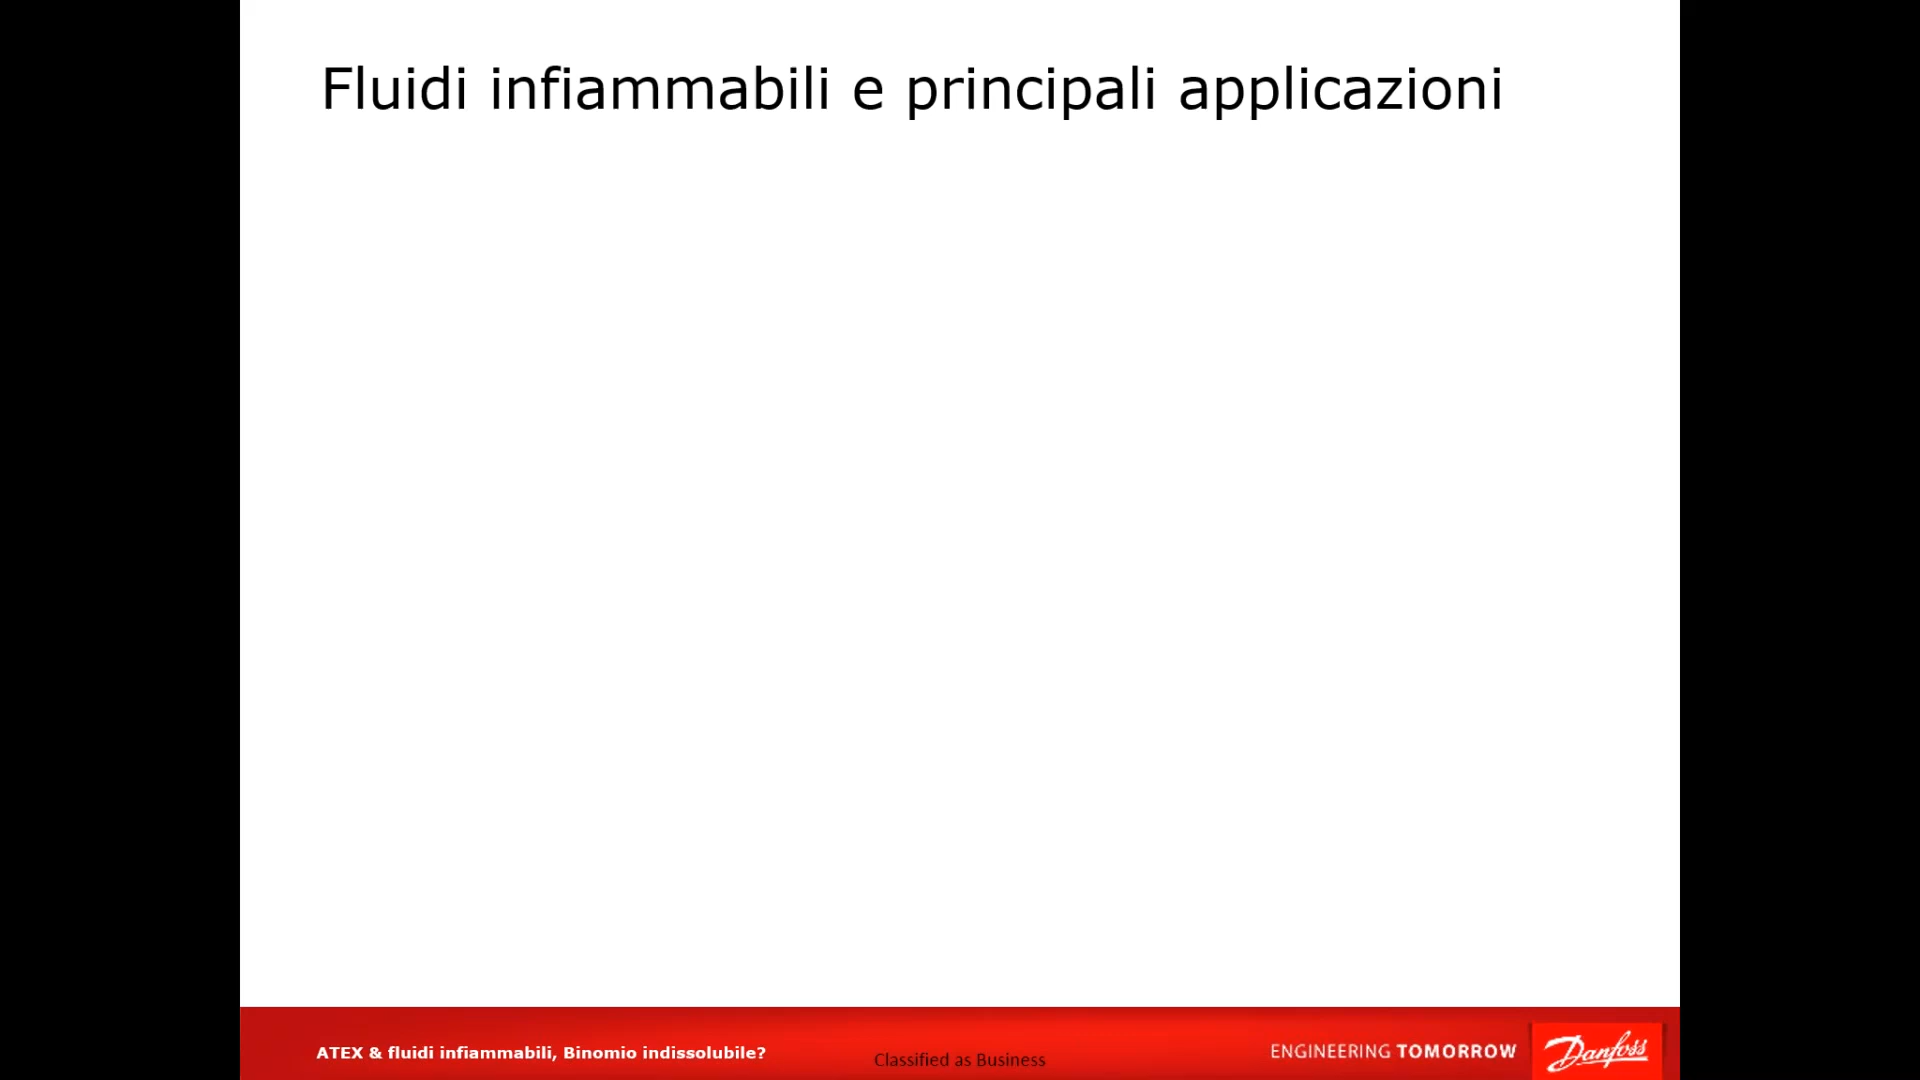 Fluidi infiammabili e principali applicazioni
ATEX & fluidi infiammabili, Binomio indissolubile?
Classified as Business
ENGINEERING TOMORROW
Danfoss